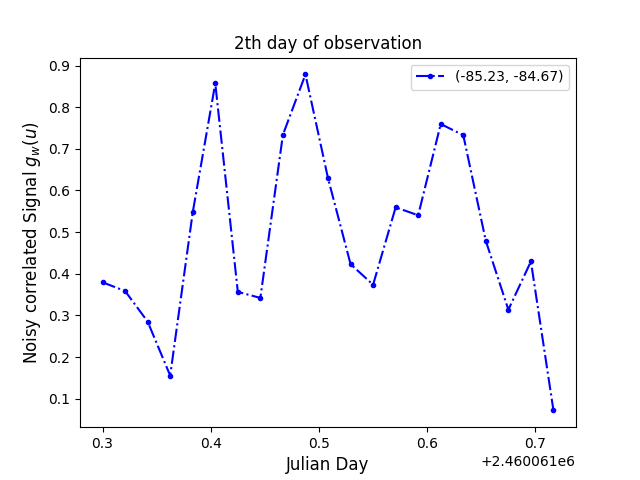 2th day of observation
(-85.23, -84.67)
Noisy correlated Signal g_w(u)
0.9
0.8
0.7
0.6
0.5
0.4
0.3
0.2
0.1
0.3 0.4 0.5 0.6 0.7
+2.460061e6
Julian Day